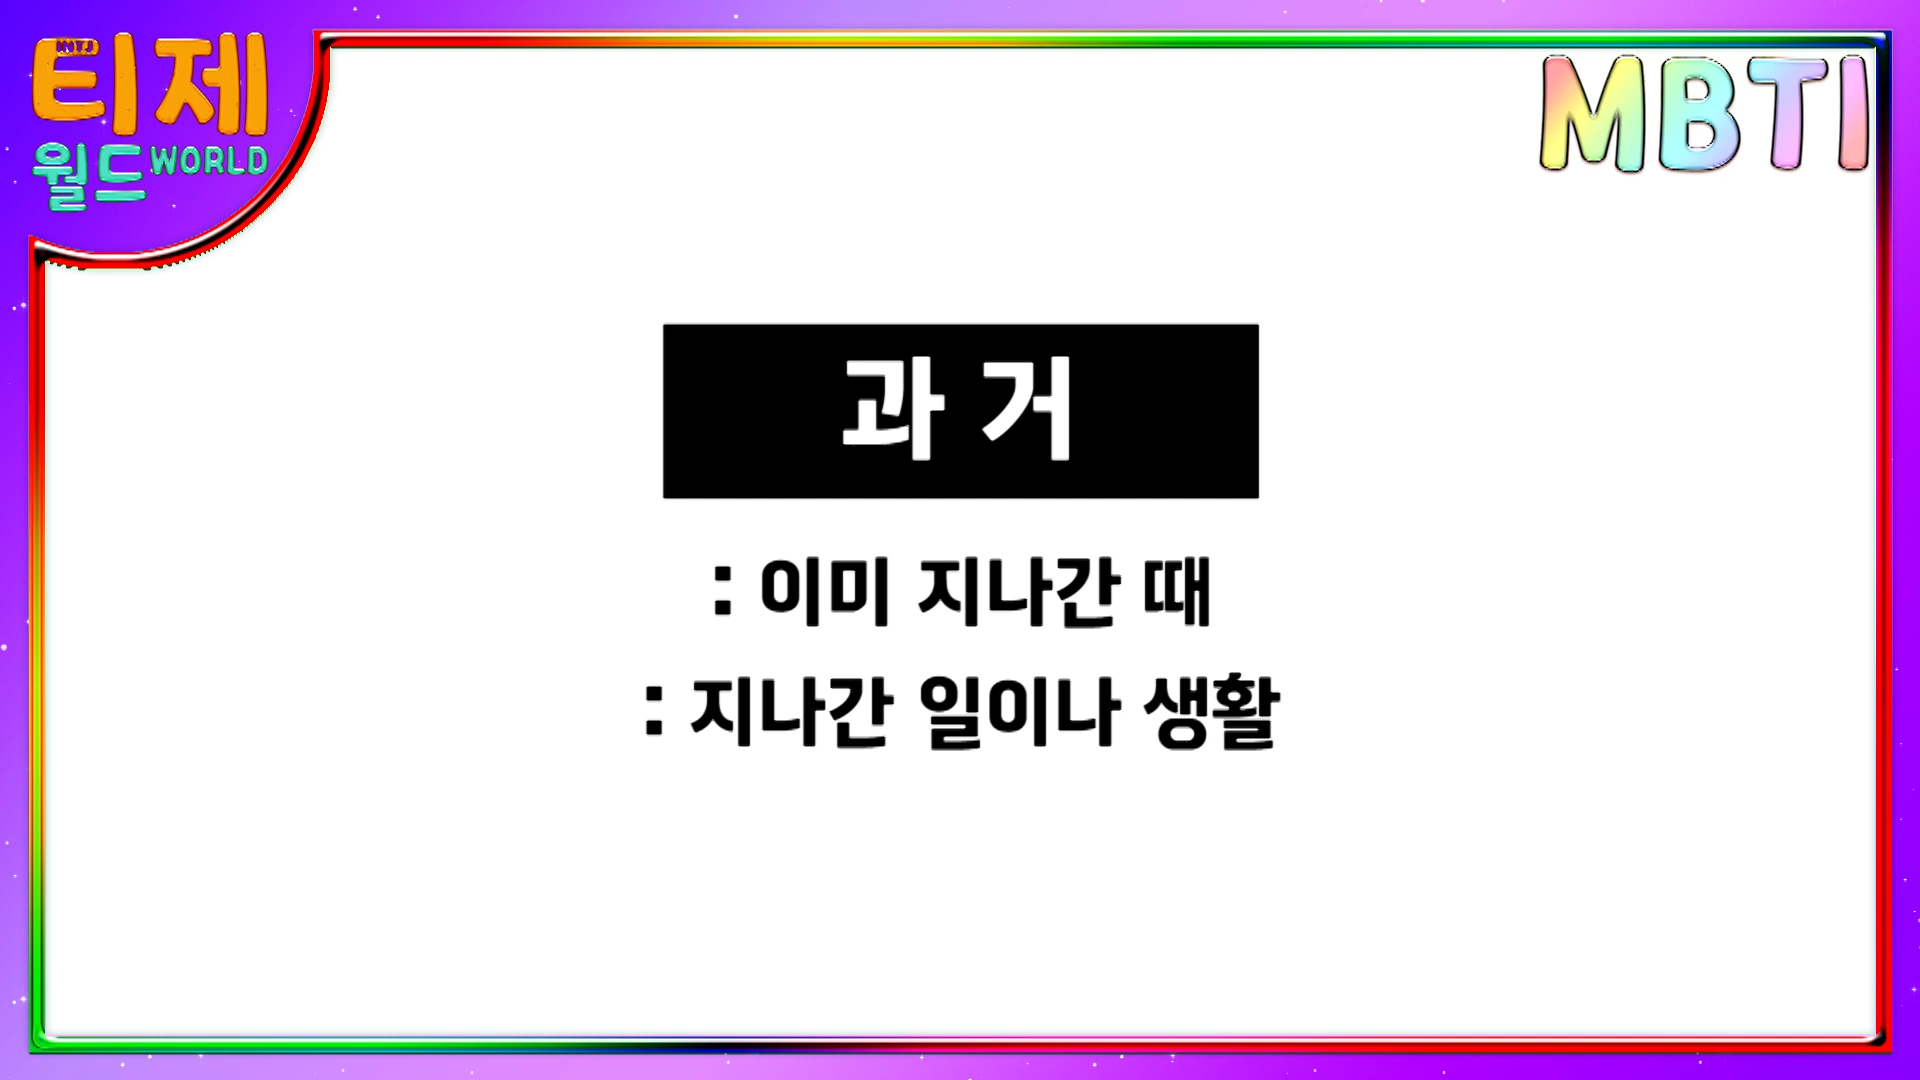 INTJ
티제
월드 WORLD
MBTI
과거
: 이미 지나간 때
: 지나간 일이나 생활